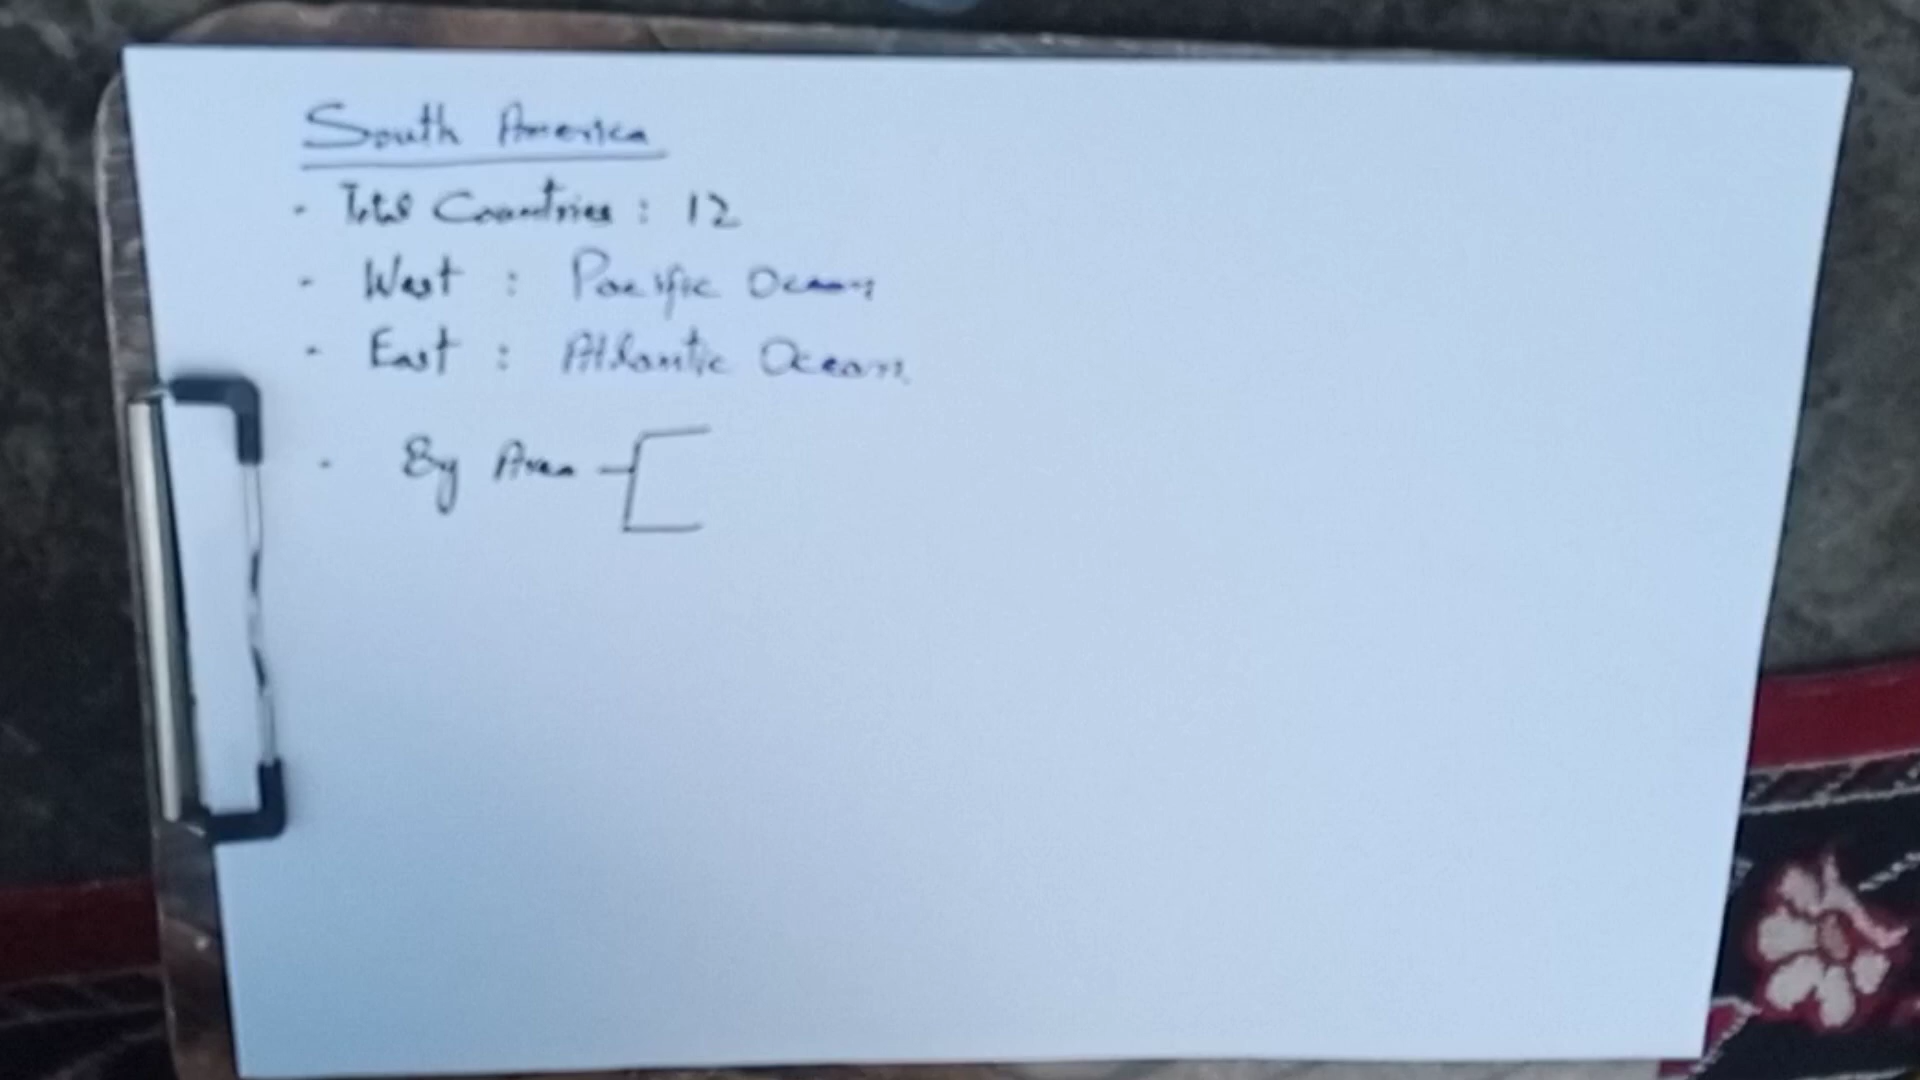 South America
- Total Countries : 12
- West : Pacific Ocean
- East : Atlantic Ocean
- By Area